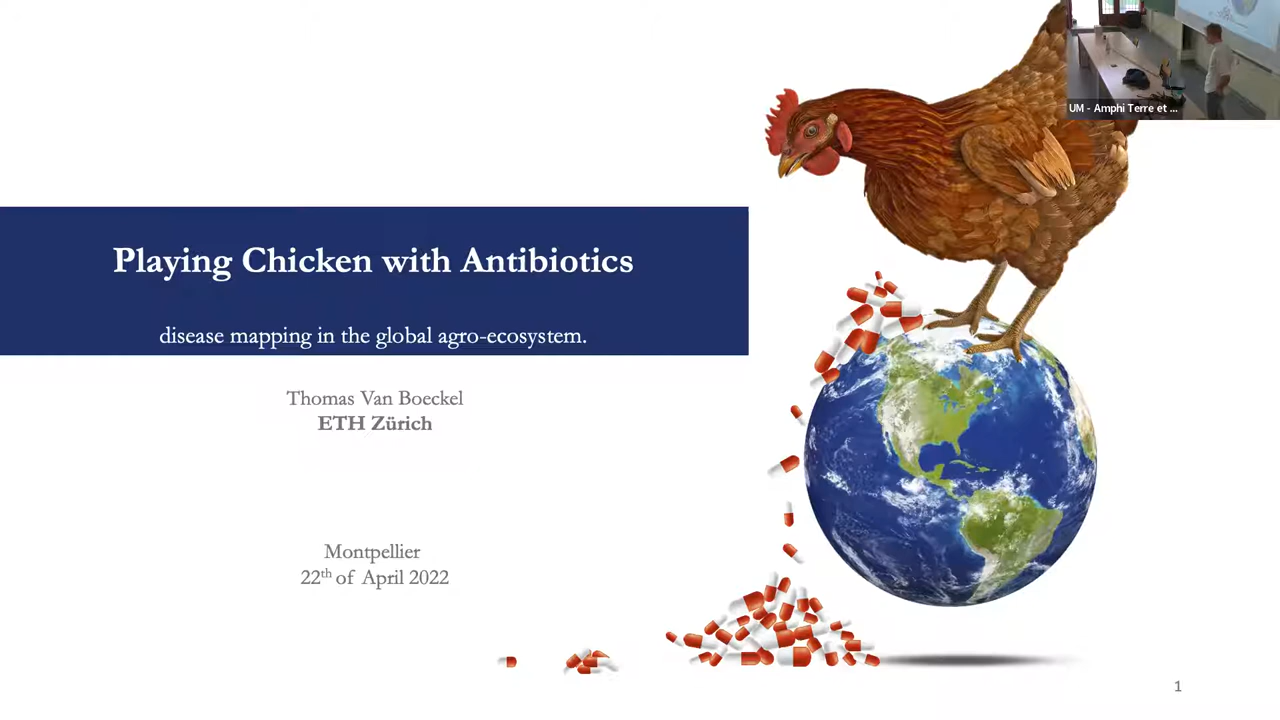 UM - Amphi Terre et ...
Playing Chicken with Antibiotics
disease mapping in the global agro-ecosystem.
Thomas Van Boeckel
ETH Zürich
Montpellier
22th of April 2022
1